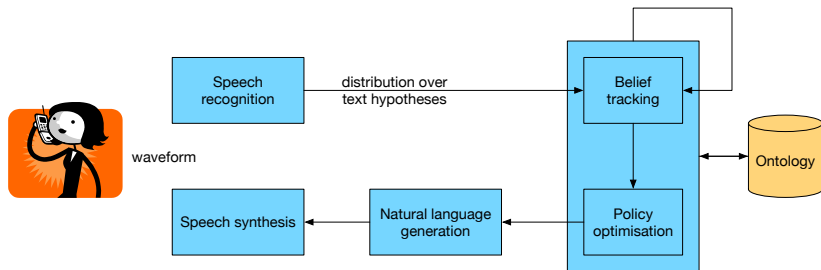 Speech
recognition
distribution over
text hypotheses
Belief
tracking
waveform
Ontology
Speech synthesis
Natural language
generation
Policy
optimisation